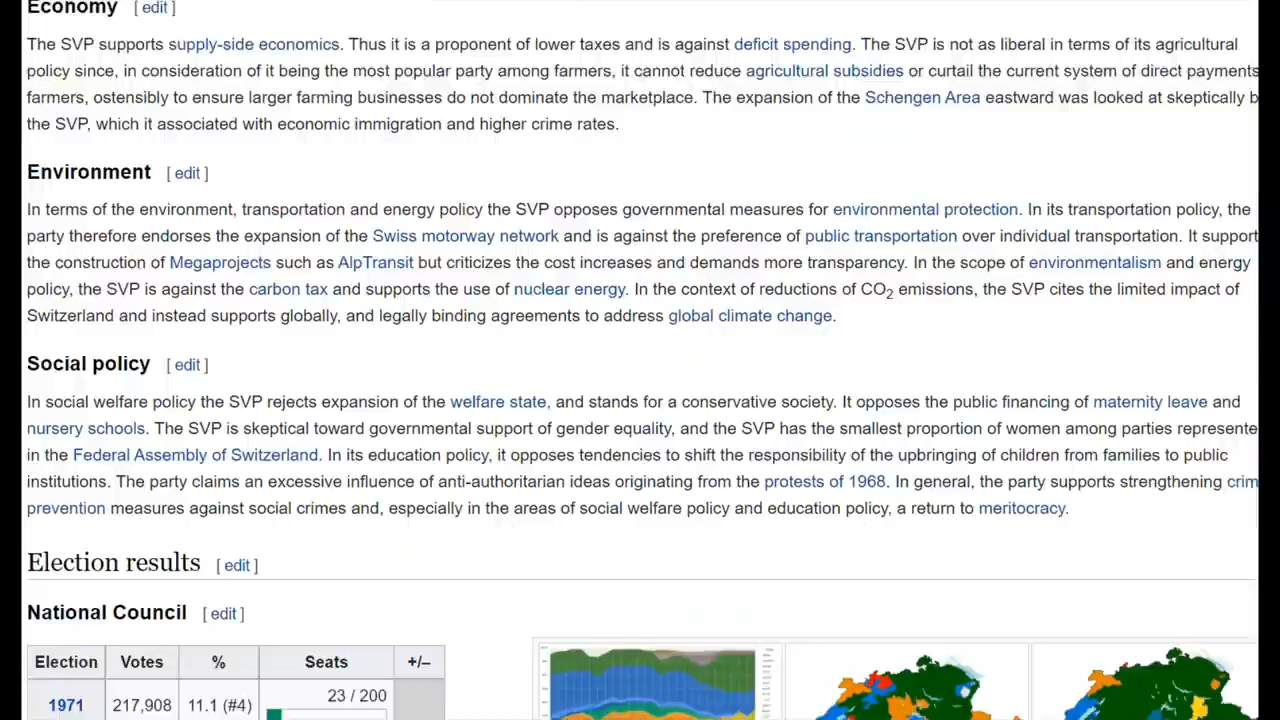 Economy [ edit ]
The SVP supports supply-side economics. Thus it is a proponent of lower taxes and is against deficit spending. The SVP is not as liberal in terms of its agricultural
policy since, in consideration of it being the most popular party among farmers, it cannot reduce agricultural subsidies or curtail the current system of direct payments
farmers, ostensibly to ensure larger farming businesses do not dominate the marketplace. The expansion of the Schengen Area eastward was looked at skeptically b
the SVP, which it associated with economic immigration and higher crime rates.
Environment [ edit ]
In terms of the environment, transportation and energy policy the SVP opposes governmental measures for environmental protection. In its transportation policy, the
party therefore endorses the expansion of the Swiss motorway network and is against the preference of public transportation over individual transportation. It support
the construction of Megaprojects such as AlpTransit but criticizes the cost increases and demands more transparency. In the scope of environmentalism and energy
policy, the SVP is against the carbon tax and supports the use of nuclear energy. In the context of reductions of CO2 emissions, the SVP cites the limited impact of
Switzerland and instead supports globally, and legally binding agreements to address global climate change.
Social policy [ edit ]
In social welfare policy the SVP rejects expansion of the welfare state, and stands for a conservative society. It opposes the public financing of maternity leave and
nursery schools. The SVP is skeptical toward governmental support of gender equality, and the SVP has the smallest proportion of women among parties represente
in the Federal Assembly of Switzerland. In its education policy, it opposes tendencies to shift the responsibility of the upbringing of children from families to public
institutions. The party claims an excessive influence of anti-authoritarian ideas originating from the protests of 1968. In general, the party supports strengthening crim
prevention measures against social crimes and, especially in the areas of social welfare policy and education policy, a return to meritocracy.
Election results [ edit ]
National Council [ edit ]
Election Votes % Seats +/–
1971 217,908 11.1 (#4) 23 / 200